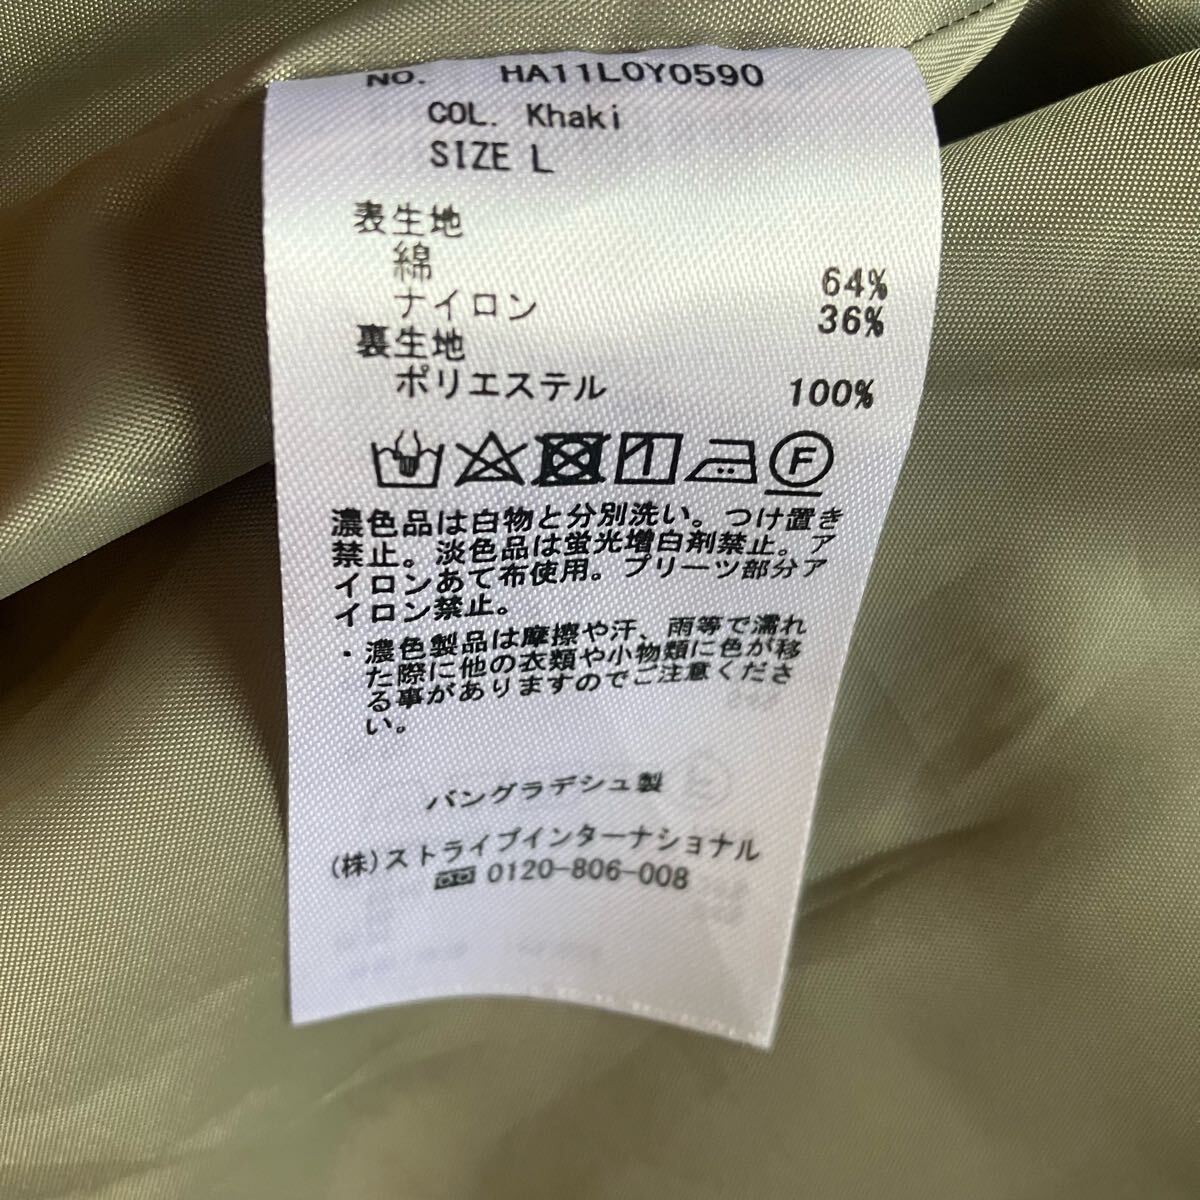 NO. HA11L0Y0590
COL. Khaki
SIZE L
表生地
綿 64%
ナイロン 36%
裏生地
ポリエステル 100%
F
濃色品は白物と分別洗い。つけ置き
禁止。淡色品は蛍光増白剤禁止。ア
イロンあて布使用。プリーツ部分ア
イロン禁止。
・濃色製品は摩擦や汗、雨等で濡れ
た際に他の衣類や小物類に色が移
る事がありますのでご注意くださ
い。
バングラデシュ製
(株)ストライプインターナショナル
0120-806-008